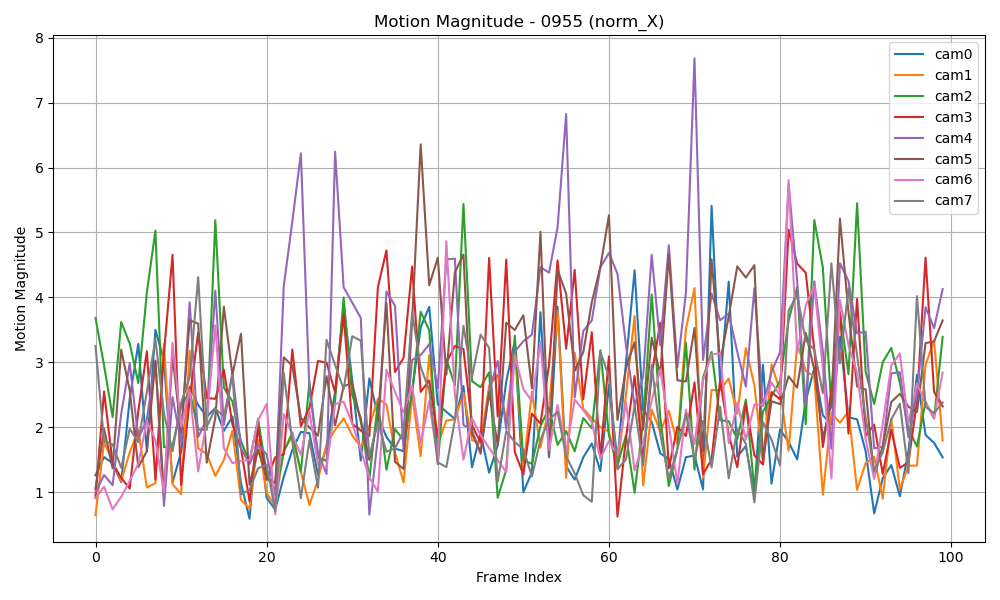 Motion Magnitude - 0955 (norm_X)
8
7
6
5
4
3
2
1
Motion Magnitude
0
20
40
60
80
100
Frame Index
cam0
cam1
cam2
cam3
cam4
cam5
cam6
cam7